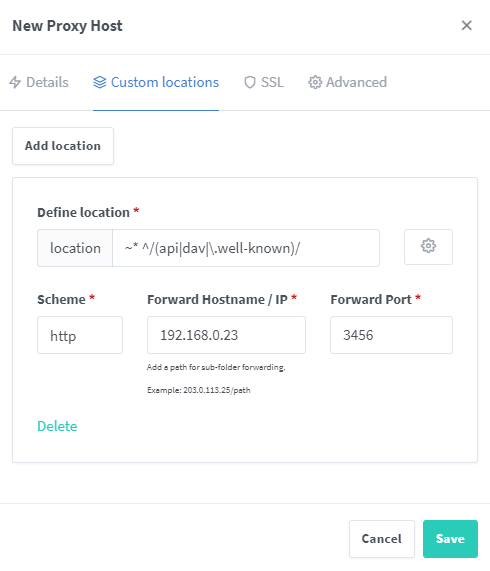 New Proxy Host ×
Details Custom locations SSL Advanced
Add location
Define location *
location ~* ^/(api|dav|\.well-known)/
Scheme * Forward Hostname / IP * Forward Port *
http 192.168.0.23 3456
Add a path for sub-folder forwarding.
Example: 203.0.113.25/path
Delete
Cancel Save